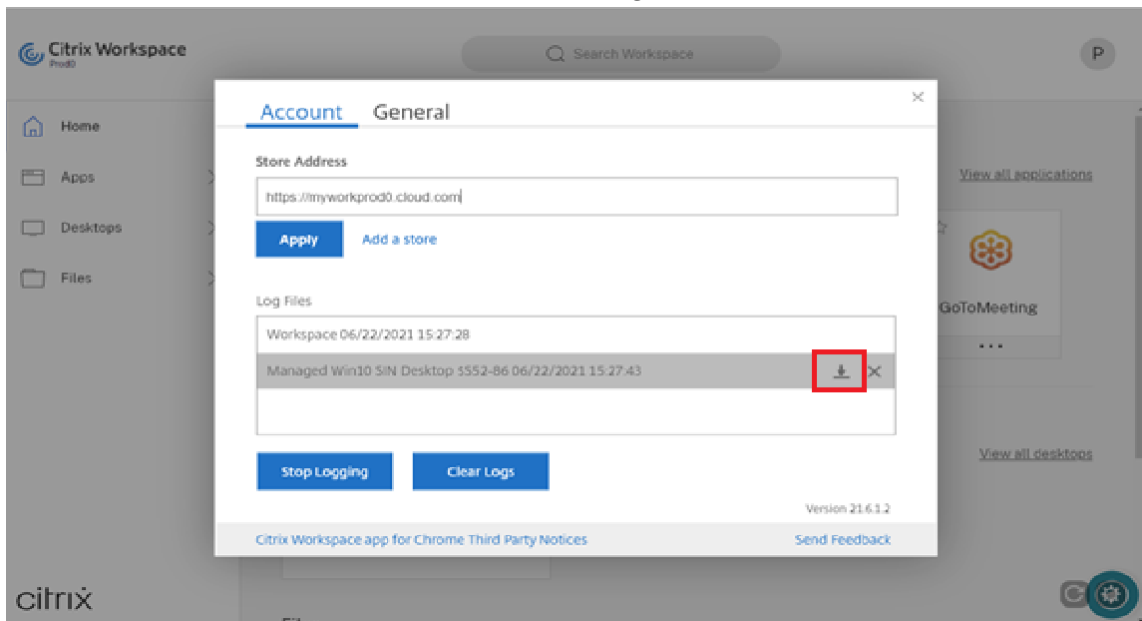 Citrix Workspace
Prod0
Search Workspace
P
Account General
Home
Apps
Desktops
Files
Store Address
https://myworkprod0.cloud.com
Apply Add a store
View all applications
GoToMeeting
...
Log Files
Workspace 06/22/2021 15:27:28
Managed Win10 SIN Desktop S552-86 06/22/2021 15:27:43
Stop Logging Clear Logs
View all desktops
Version 21.6.1.2
Citrix Workspace app for Chrome Third Party Notices Send Feedback
citrix